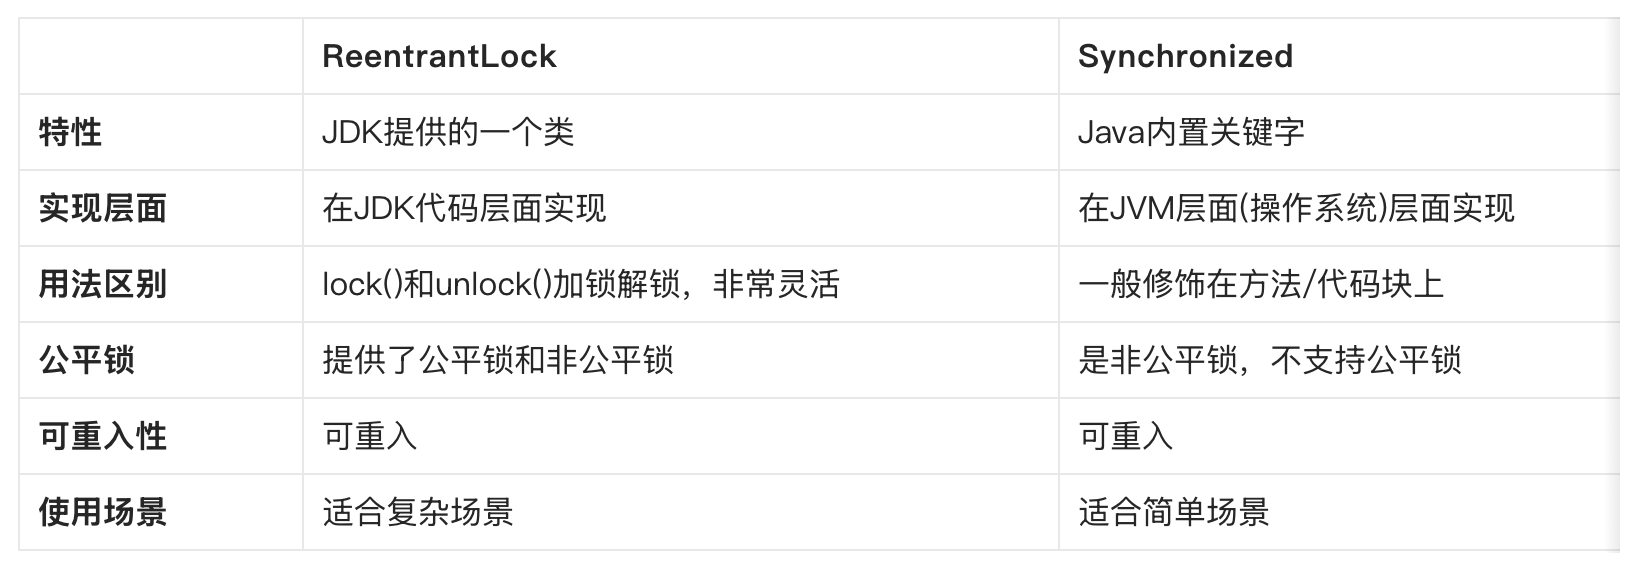 ReentrantLock Synchronized
特性 JDK提供的一个类 Java内置关键字
实现层面 在JDK代码层面实现 在JVM层面(操作系统)层面实现
用法区别 lock()和unlock()加锁解锁，非常灵活 一般修饰在方法/代码块上
公平锁 提供了公平锁和非公平锁 是非公平锁，不支持公平锁
可重入性 可重入 可重入
使用场景 适合复杂场景 适合简单场景